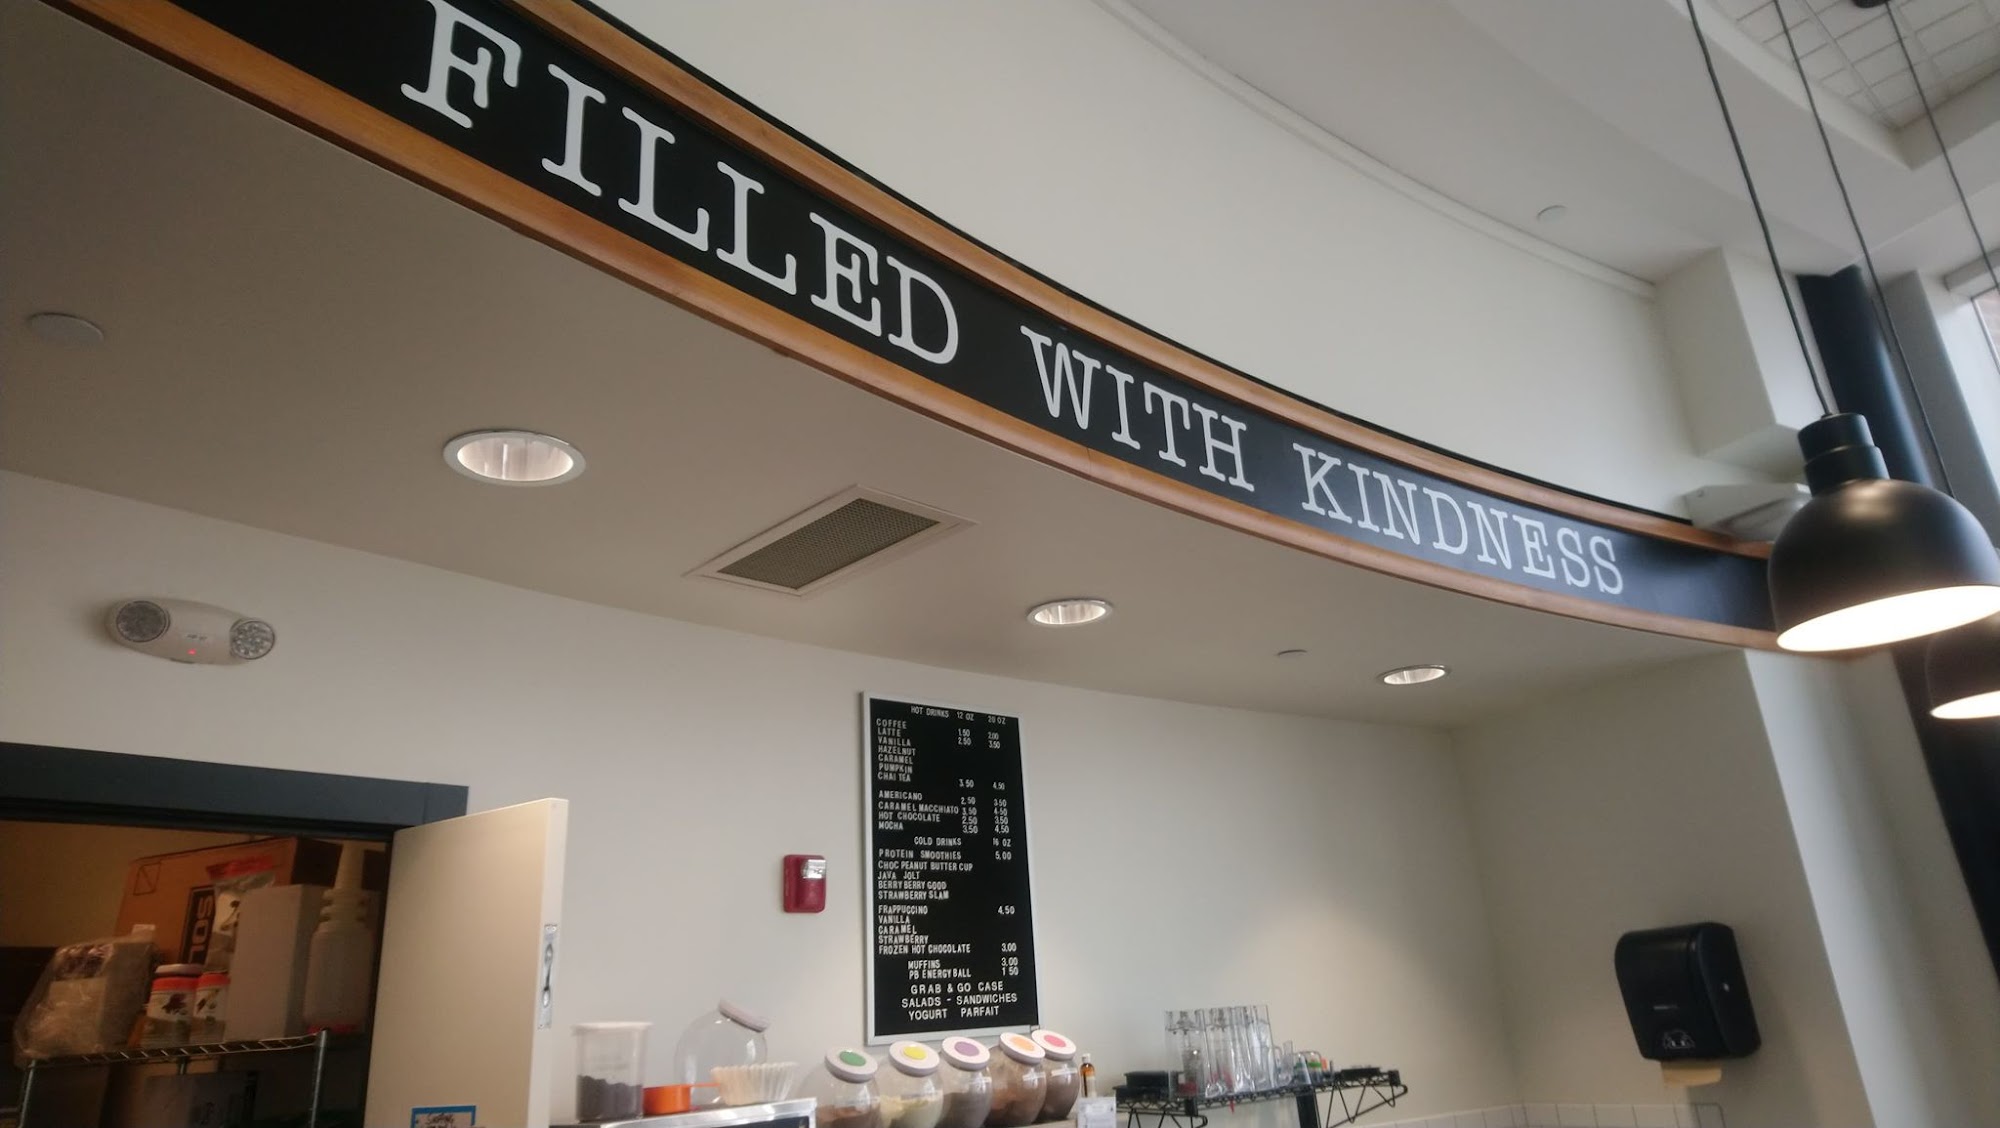 FILLED WITH KINDNESS
HOT DRINKS 12 OZ 20 OZ
COFFEE 1.50 2.00
LATTE 2.50 3.50
VANILLA
HAZELNUT
CARAMEL
PUMPKIN
CHAI TEA 3.50 4.50
AMERICANO 2.50 3.50
CARAMEL MACCHIATO 3.50 4.50
HOT CHOCOLATE 2.50 3.50
MOCHA 3.50 4.50
COLD DRINKS 16 OZ
PROTEIN SMOOTHIES 5.00
CHOC PEANUT BUTTER CUP
JAVA JOLT
BERRY BERRY GOOD
STRAWBERRY SLAM
FRAPPUCCINO 4.50
VANILLA
CARAMEL
STRAWBERRY
FROZEN HOT CHOCOLATE 3.00
MUFFINS 3.00
PB ENERGY BALL 1 50
GRAB & GO CASE
SALADS - SANDWICHES
YOGURT PARFAIT